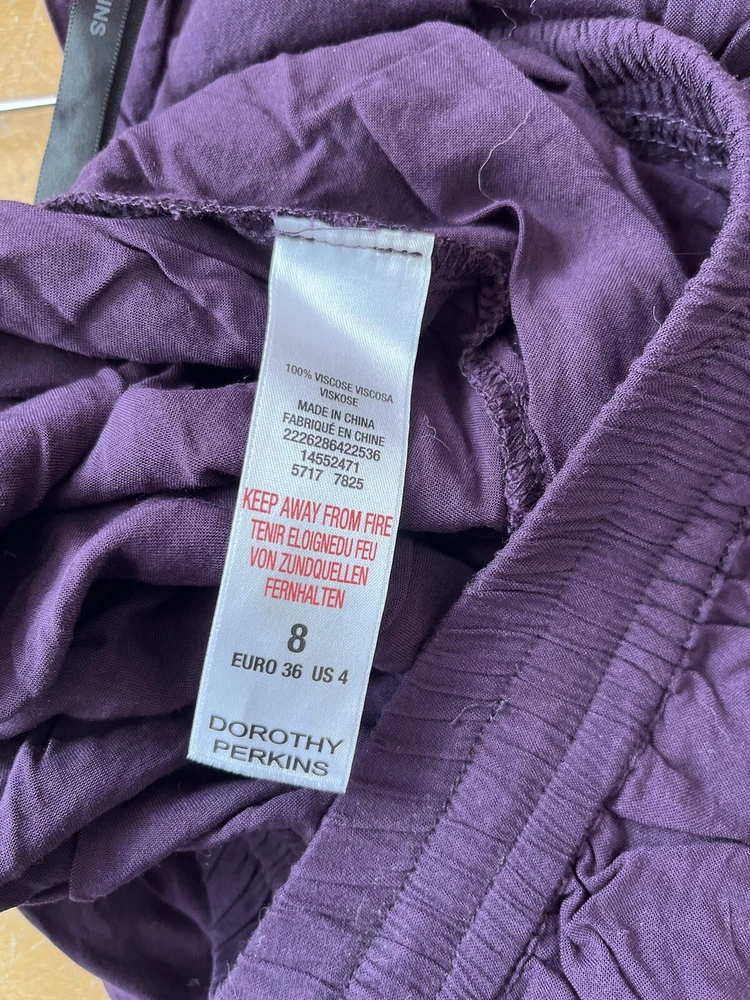 INS
100% VISCOSE VISCOSA
VISKOSE
MADE IN CHINA
FABRIQUÉ EN CHINE
2226286422536
14552471
5717 7825
KEEP AWAY FROM FIRE
TENIR ELOIGNEDU FEU
VON ZUNDQUELLEN
FERNHALTEN
8
EURO 36 US 4
DOROTHY
PERKINS